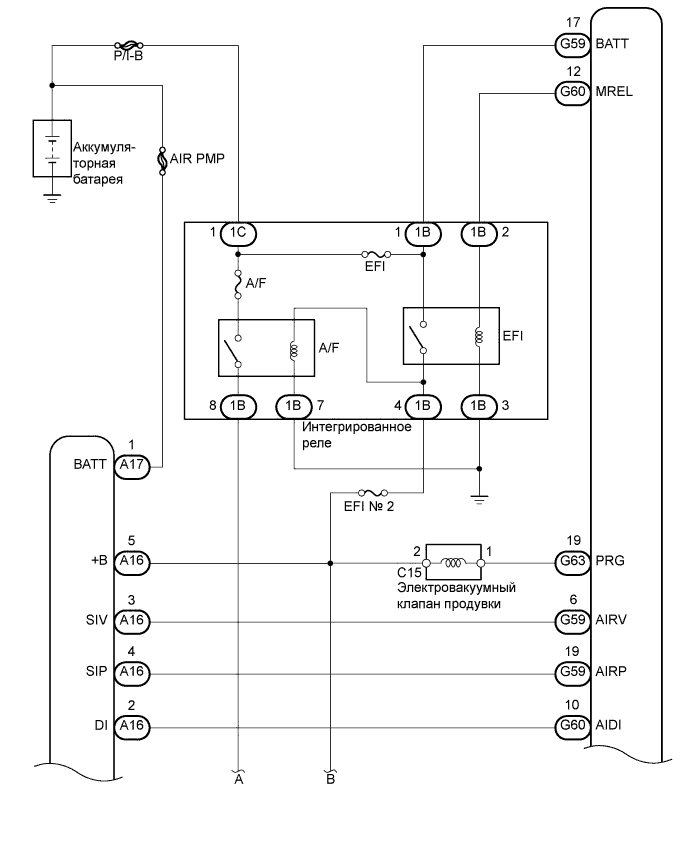 17
G59 BATT
P/I-B
12
G60 MREL
Аккумуля-
торная
батарея
AIR PMP
1 1C
1 1B
1B 2
EFI
A/F
A/F
EFI
8 1B
1B 7
4 1B
1B 3
Интегрированное
реле
1
BATT A17
EFI № 2
5
+B A16
2 1
C15
Электровакуумный
клапан продувки
19
G63 PRG
3
SIV A16
6
G59 AIRV
4
SIP A16
19
G59 AIRP
2
DI A16
10
G60 AIDI
A
B